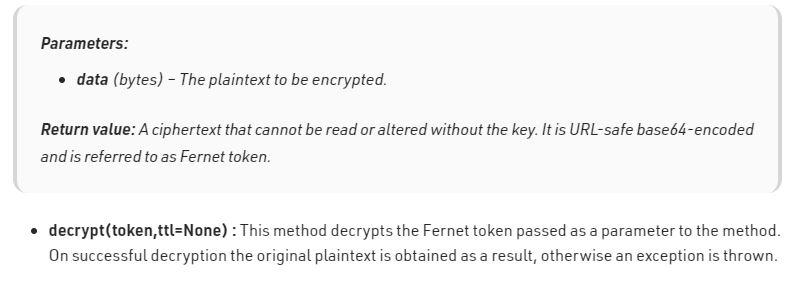 Parameters:
• data (bytes) – The plaintext to be encrypted.
Return value: A ciphertext that cannot be read or altered without the key. It is URL-safe base64-encoded
and is referred to as Fernet token.
• decrypt(token,ttl=None) : This method decrypts the Fernet token passed as a parameter to the method.
On successful decryption the original plaintext is obtained as a result, otherwise an exception is thrown.